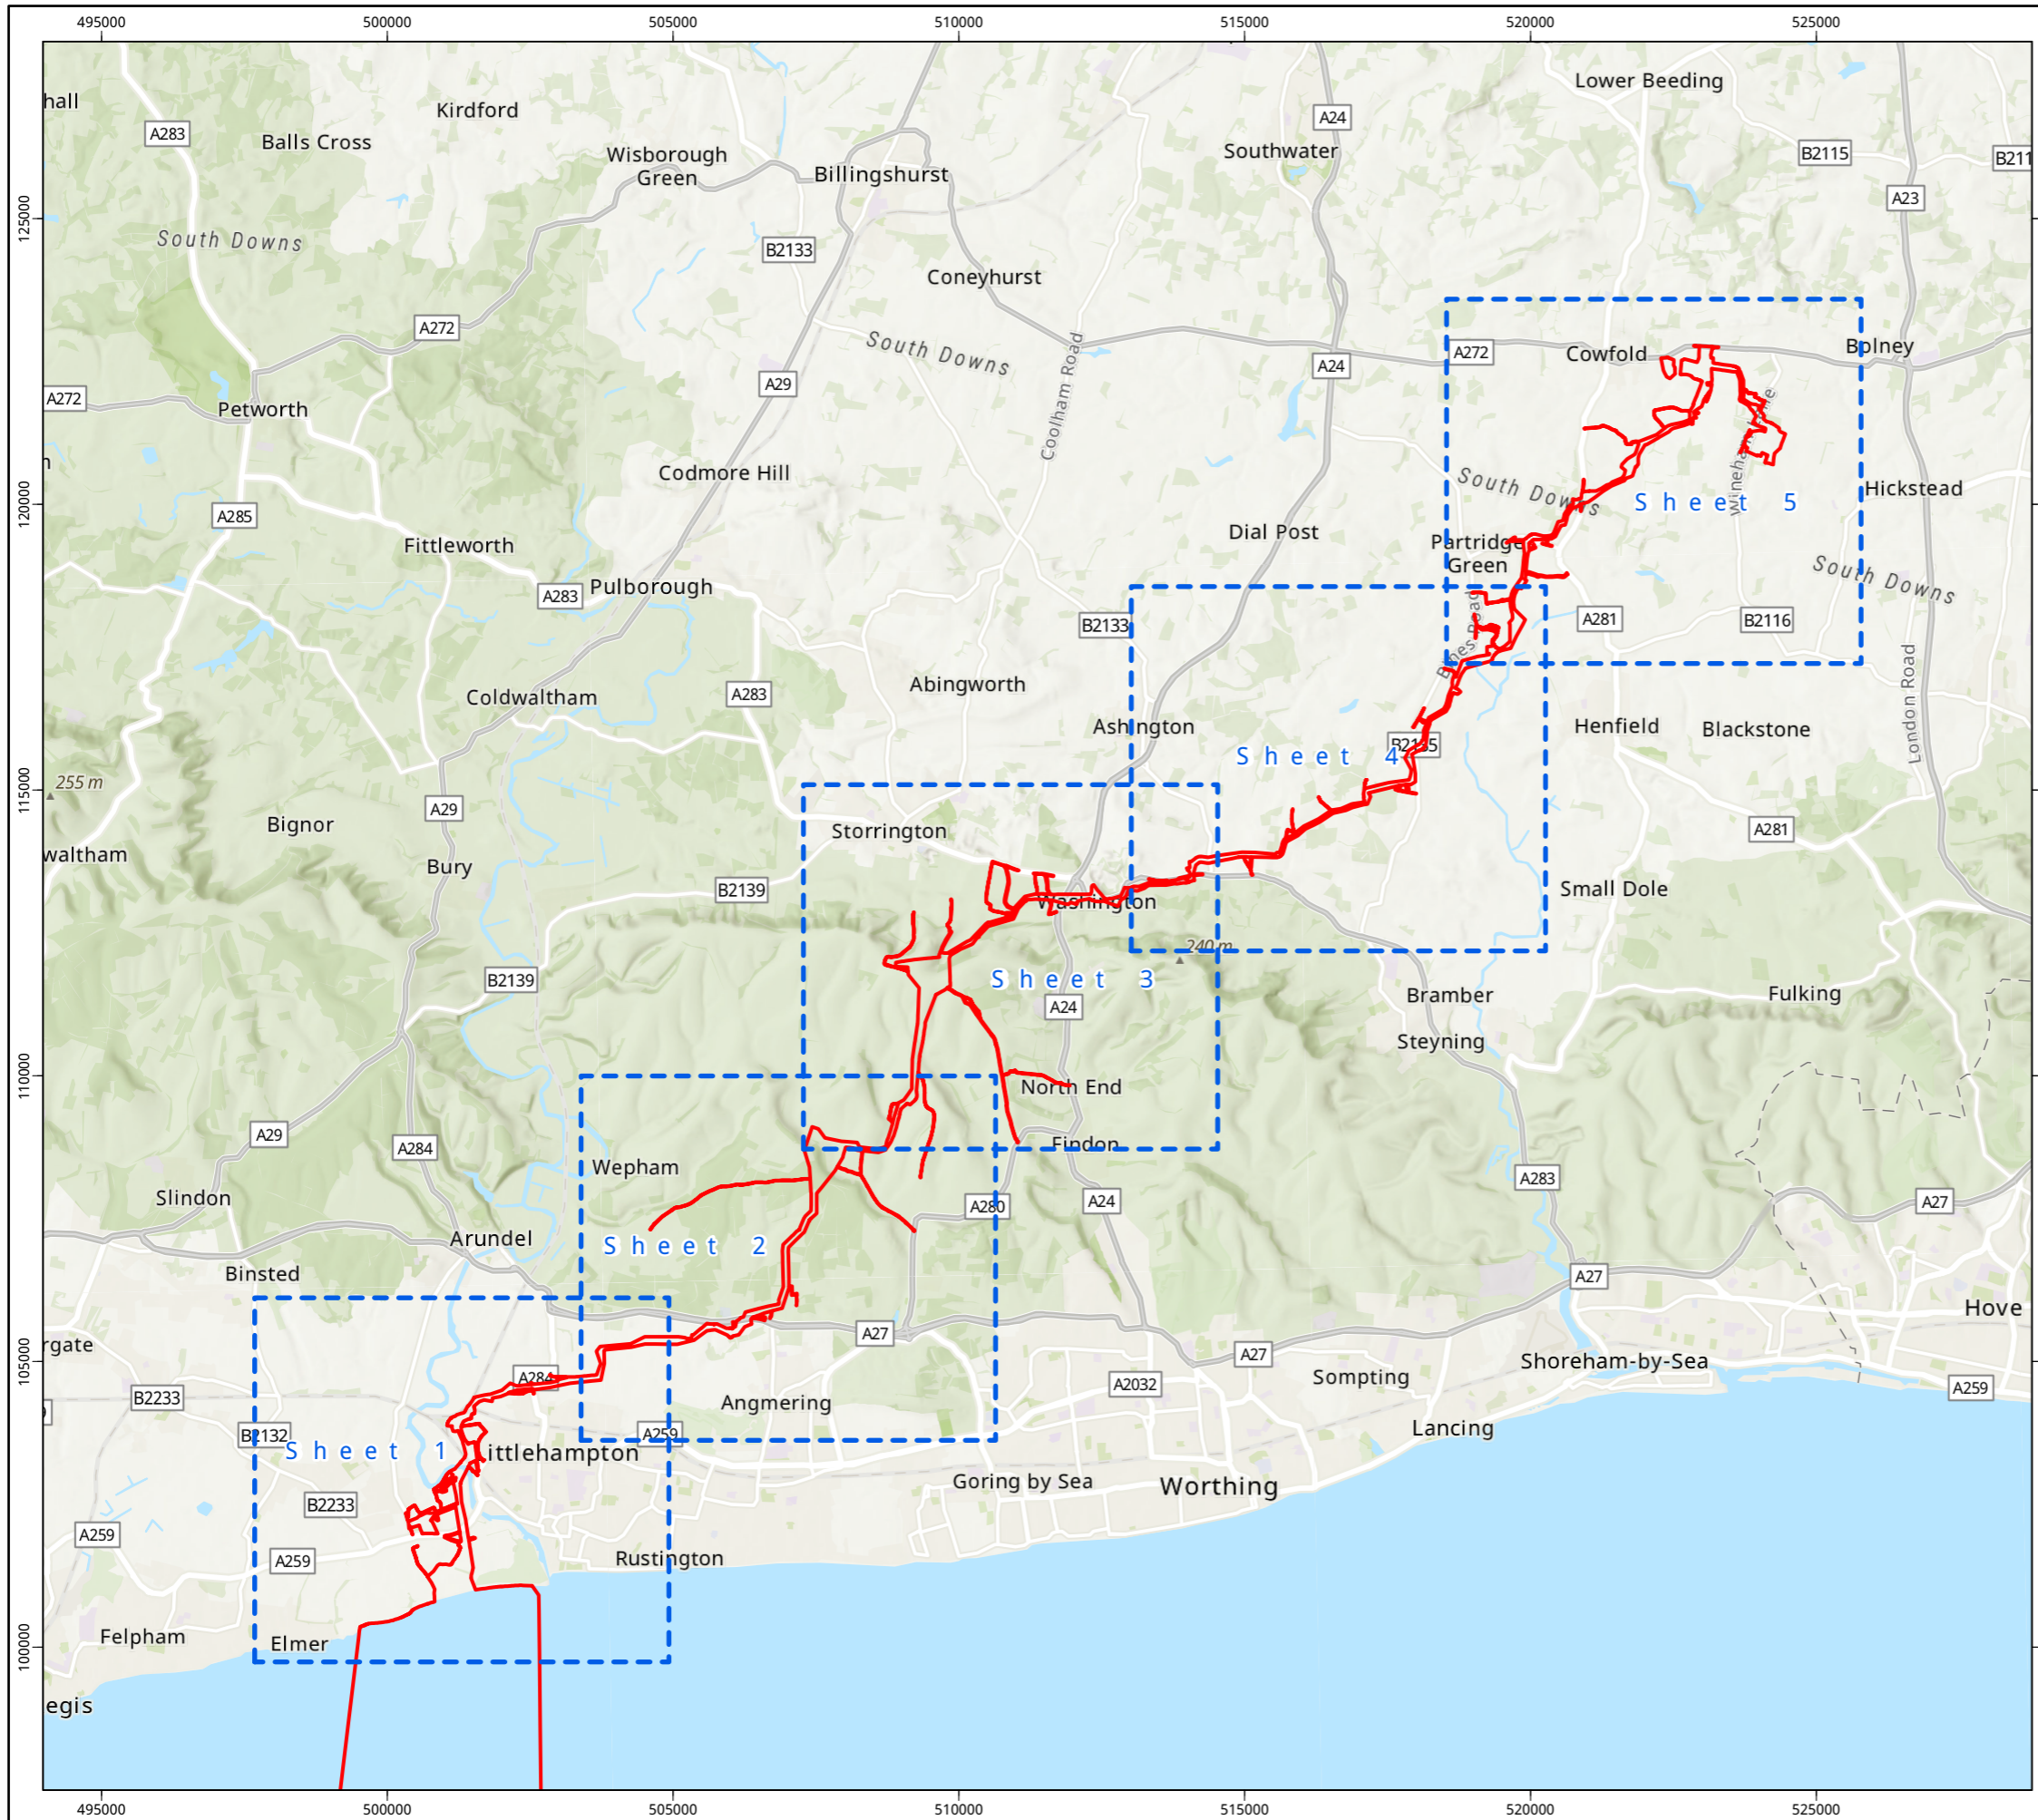 495000 500000 505000 510000 515000 520000 525000
Lower Beeding
hall
Kirdford
A283
Balls Cross
A24
Southwater
B2115
B211
Wisborough
Green
Billingshurst
A23
South Downs
B2133
125000
Coneyhurst
A272
South Downs
Coolham Road
A24
A272
Cowfold
Bolney
A29
A272
Petworth
Codmore Hill
South Downs
Wineham Lane
Sheet 5
Hickstead
120000
A285
Fittleworth
Dial Post
Partridge
Green
A283
Pulborough
South Downs
B2133
Bines Road
A281
B2116
Coldwaltham
A283
Abingworth
London Road
Ashington
Henfield
Blackstone
B2135
Sheet 4
255 m
115000
A29
Bignor
Storrington
A281
waltham
Bury
B2139
Washington
Small Dole
240 m
B2139
Sheet 3
A24
Bramber
Fulking
Steyning
110000
North End
A29
A284
Findon
Wepham
A283
Slindon
A280
A24
A27
Arundel
Sheet 2
Binsted
A27
Hove
rgate
A27
A27
105000
A284
Sompting
Shoreham-by-Sea
B2233
A2032
A259
Angmering
B2132
A259
Lancing
Sheet 1
ittlehampton
Goring by Sea
Worthing
B2233
A259
A259
Rustington
100000
Felpham
Elmer
egis
495000 500000 505000 510000 515000 520000 525000